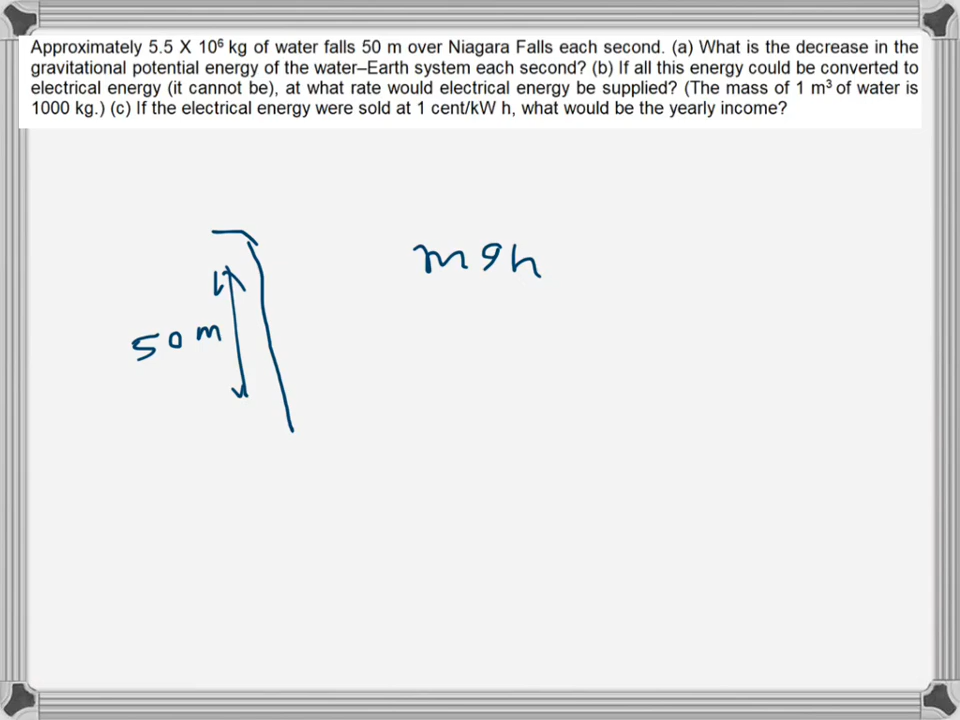 Approximately 5.5 X 10⁶ kg of water falls 50 m over Niagara Falls each second. (a) What is the decrease in the
gravitational potential energy of the water–Earth system each second? (b) If all this energy could be converted to
electrical energy (it cannot be), at what rate would electrical energy be supplied? (The mass of 1 m³ of water is
1000 kg.) (c) If the electrical energy were sold at 1 cent/kW h, what would be the yearly income?
mgh
50 m